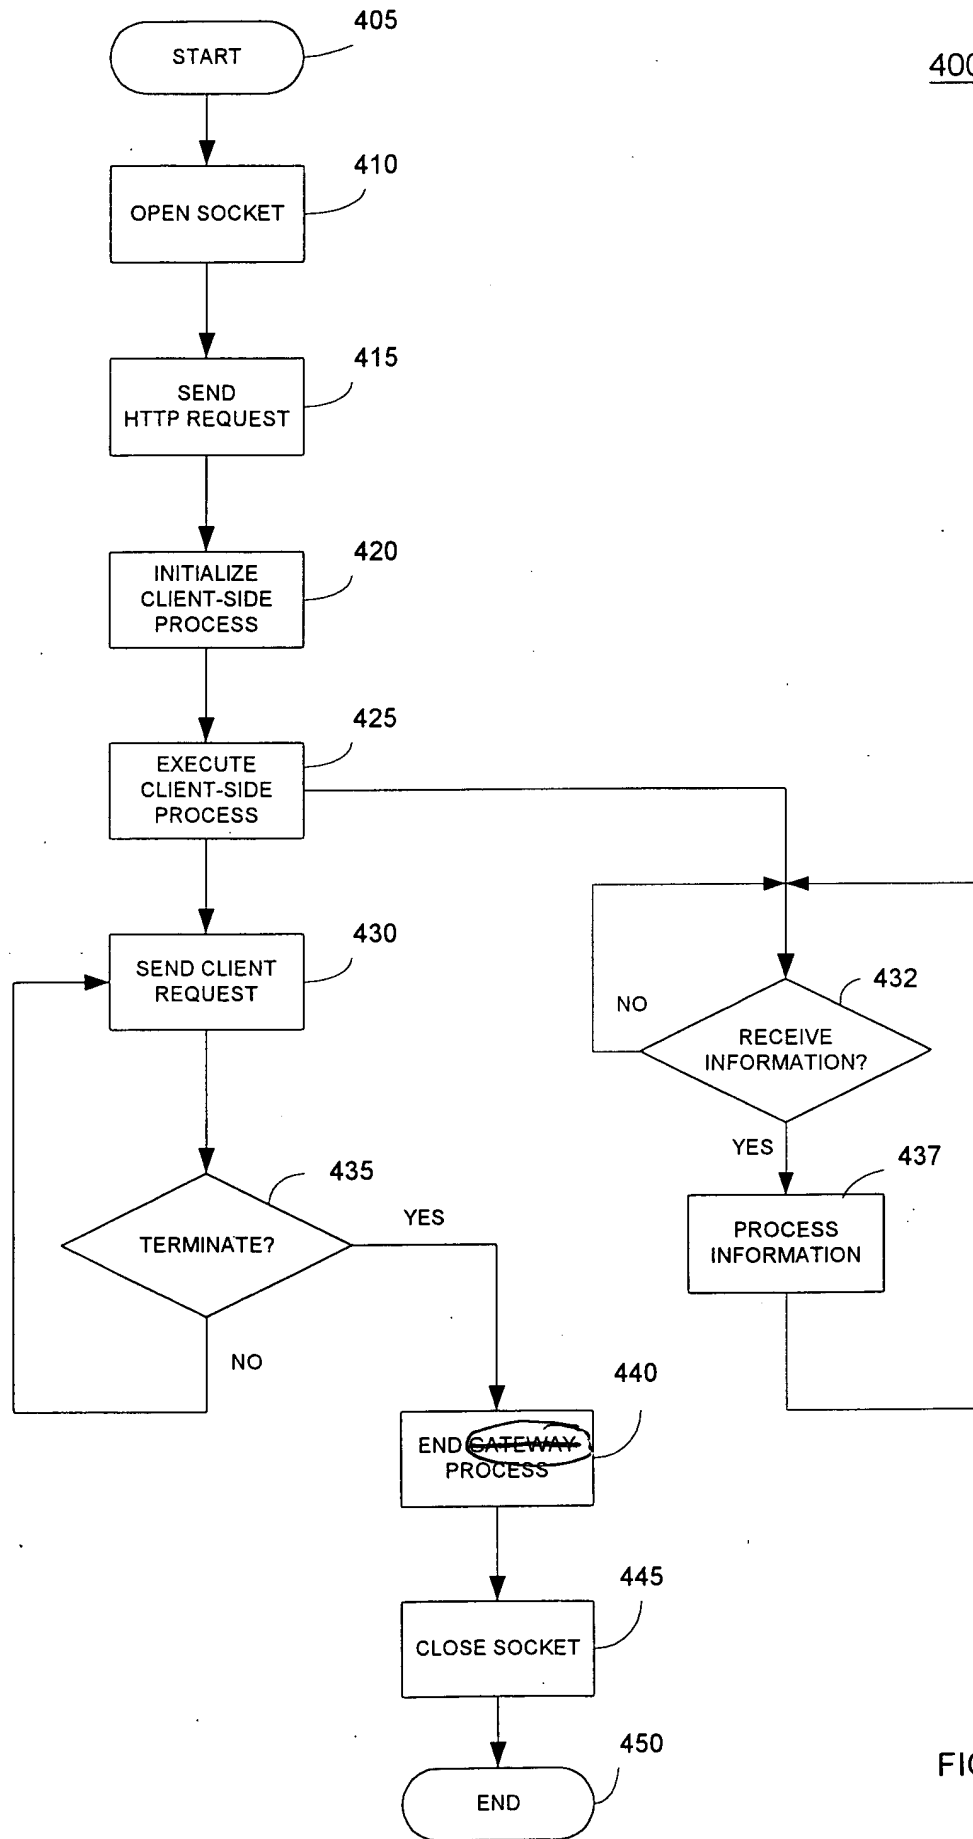 405
START
400
410
OPEN SOCKET
415
SEND
HTTP REQUEST
420
INITIALIZE
CLIENT-SIDE
PROCESS
425
EXECUTE
CLIENT-SIDE
PROCESS
430
SEND CLIENT
REQUEST
432
NO
RECEIVE
INFORMATION?
YES
435
437
YES
TERMINATE?
PROCESS
INFORMATION
NO
440
END GATEWAY
PROCESS
445
CLOSE SOCKET
450
FIG
END